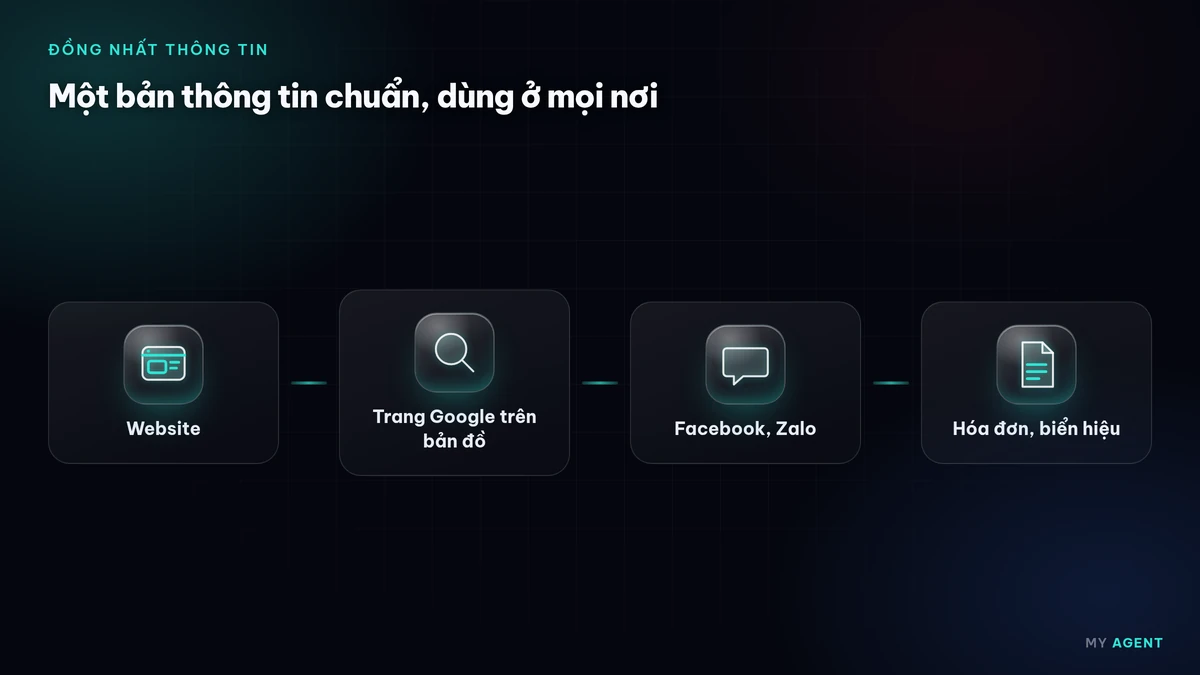 ĐỒNG NHẤT THÔNG TIN
Một bản thông tin chuẩn, dùng ở mọi nơi
Website
Trang Google trên
bản đồ
Facebook, Zalo
Hóa đơn, biển hiệu
MY AGENT